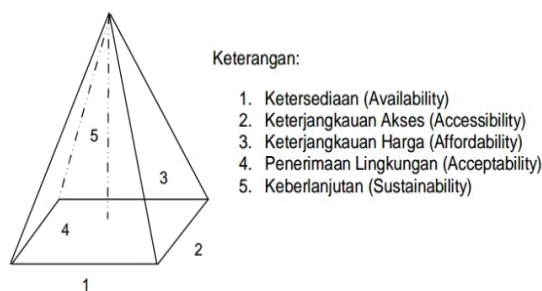 Keterangan:
1. Ketersediaan (Availability)
2. Keterjangkauan Akses (Accessibility)
3. Keterjangkauan Harga (Affordability)
4. Penerimaan Lingkungan (Acceptability)
5. Keberlanjutan (Sustainability)
5
3
4
2
1